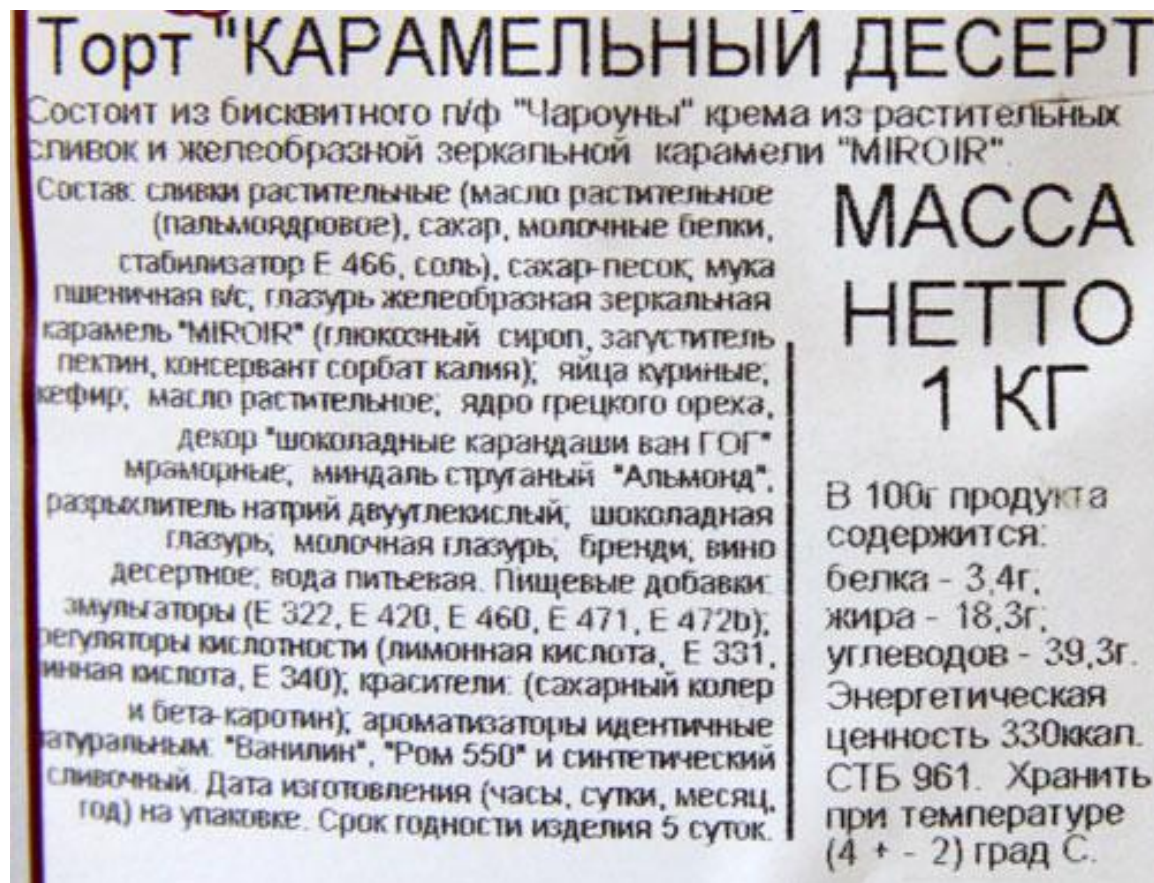 Торт "КАРАМЕЛЬНЫЙ ДЕСЕРТ
Состоит из бисквитного п/ф "Чароуны" крема из растительных
сливок и желеобразной зеркальной карамели "MIROIR".
Состав: сливки растительные (масло растительное
(пальмоядровое), сахар, молочные белки,
стабилизатор Е 466, соль), сахар-песок; мука
пшеничная в/с; глазурь желеобразная зеркальная
карамель "MIROIR" (глюкозный сироп, загуститель
пектин, консервант сорбат калия); яйца куриные;
кефир; масло растительное; ядро грецкого ореха,
декор "шоколадные карандаши ван ГОГ"
мраморные; миндаль струганый "Альмонд";
разрыхлитель натрий двууглекислый; шоколадная
глазурь; молочная глазурь; бренди; вино
десертное; вода питьевая. Пищевые добавки:
эмульгаторы (Е 322, Е 420, Е 460, Е 471, Е 472b);
регуляторы кислотности (лимонная кислота, Е 331,
инная кислота, Е 340); красители: (сахарный колер
и бета-каротин); ароматизаторы идентичные
натуральным: "Ванилин", "Ром 550" и синтетический
сливочный. Дата изготовления (часы, сутки, месяц,
год) на упаковке. Срок годности изделия 5 суток.
МАССА
НЕТТО
1 КГ
В 100г продукта
содержится:
белка - 3,4г;
жира - 18,3г;
углеводов - 39,3г.
Энергетическая
ценность 330ккал.
СТБ 961. Хранить
при температуре
(4 + - 2) град С.